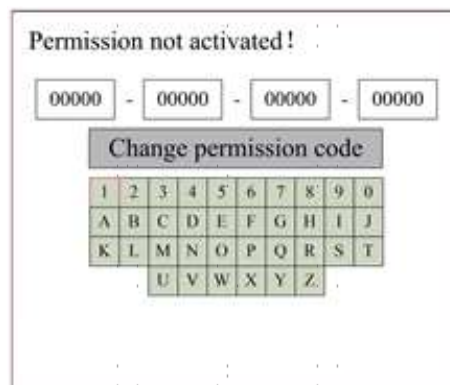 Permission not activated!
00000 - 00000 - 00000 - 00000
Change permission code
1 2 3 4 5 6 7 8 9 0
A B C D E F G H I J
K L M N O P Q R S T
U V W X Y Z